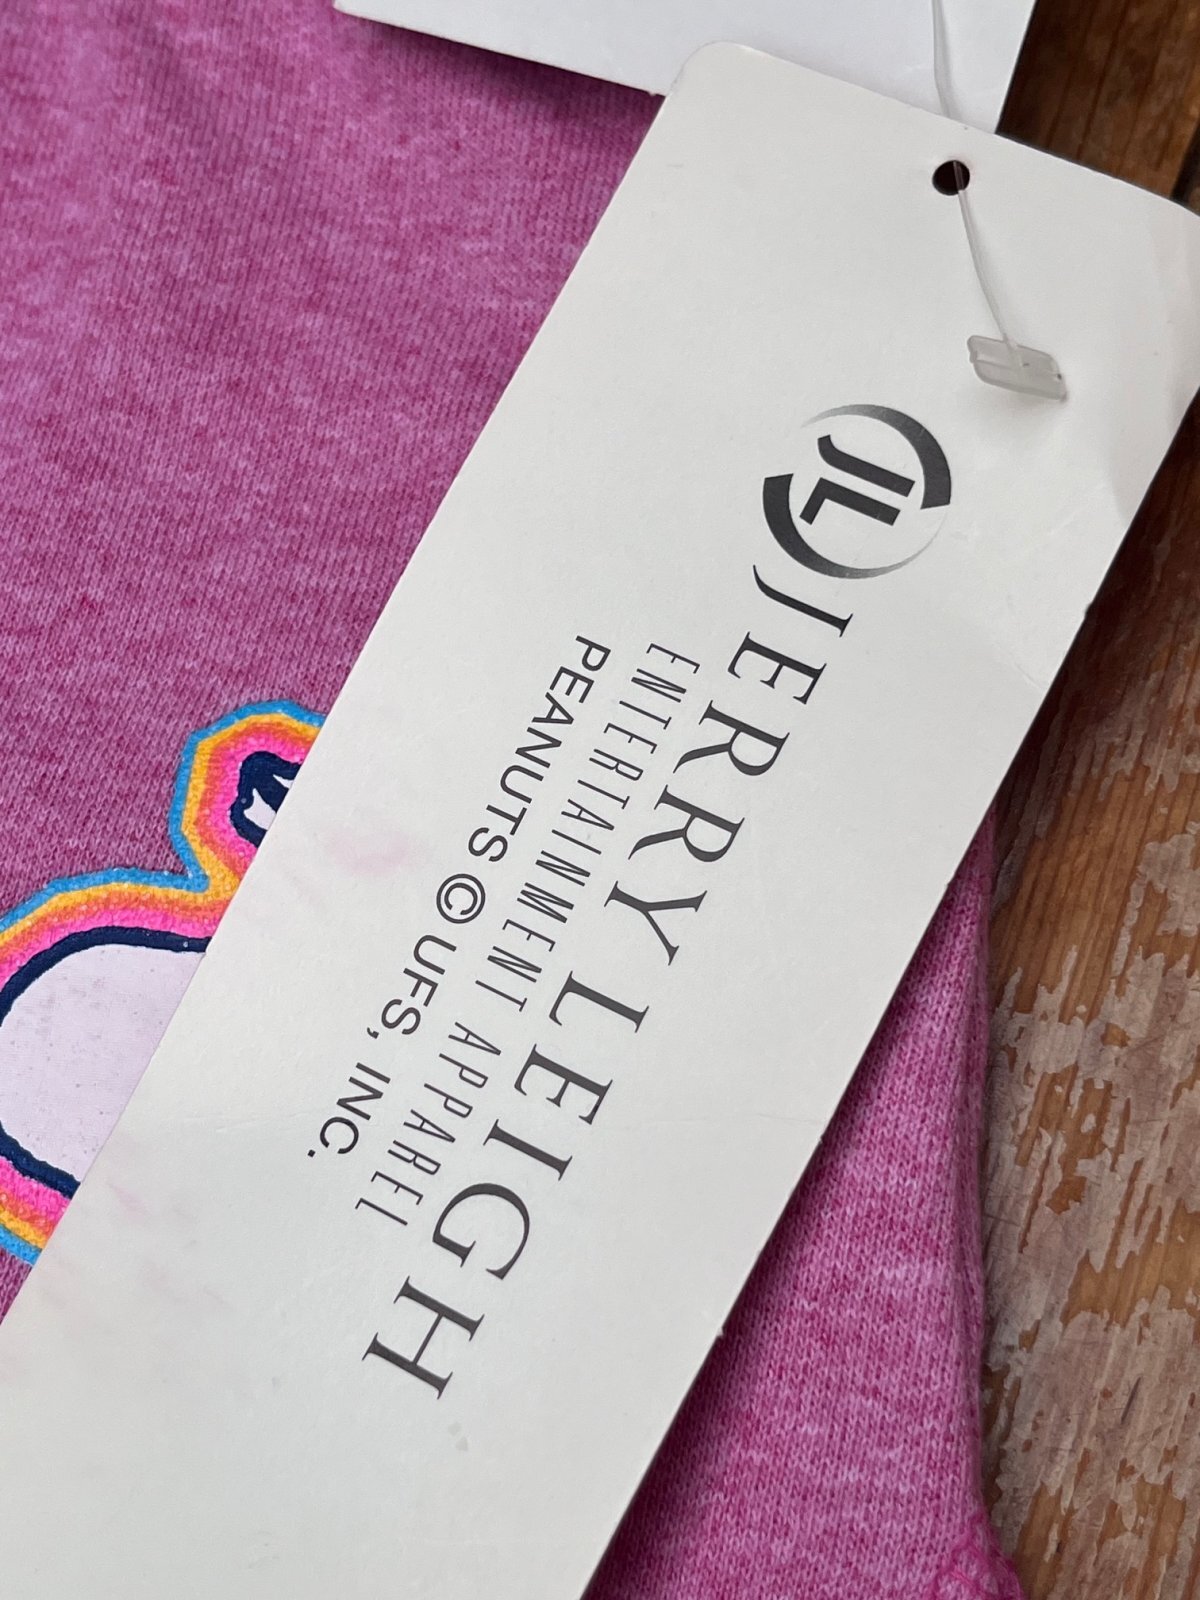 JL
JERRY LEIGH
ENTERTAINMENT APPAREL
PEANUTS © UFS, INC.